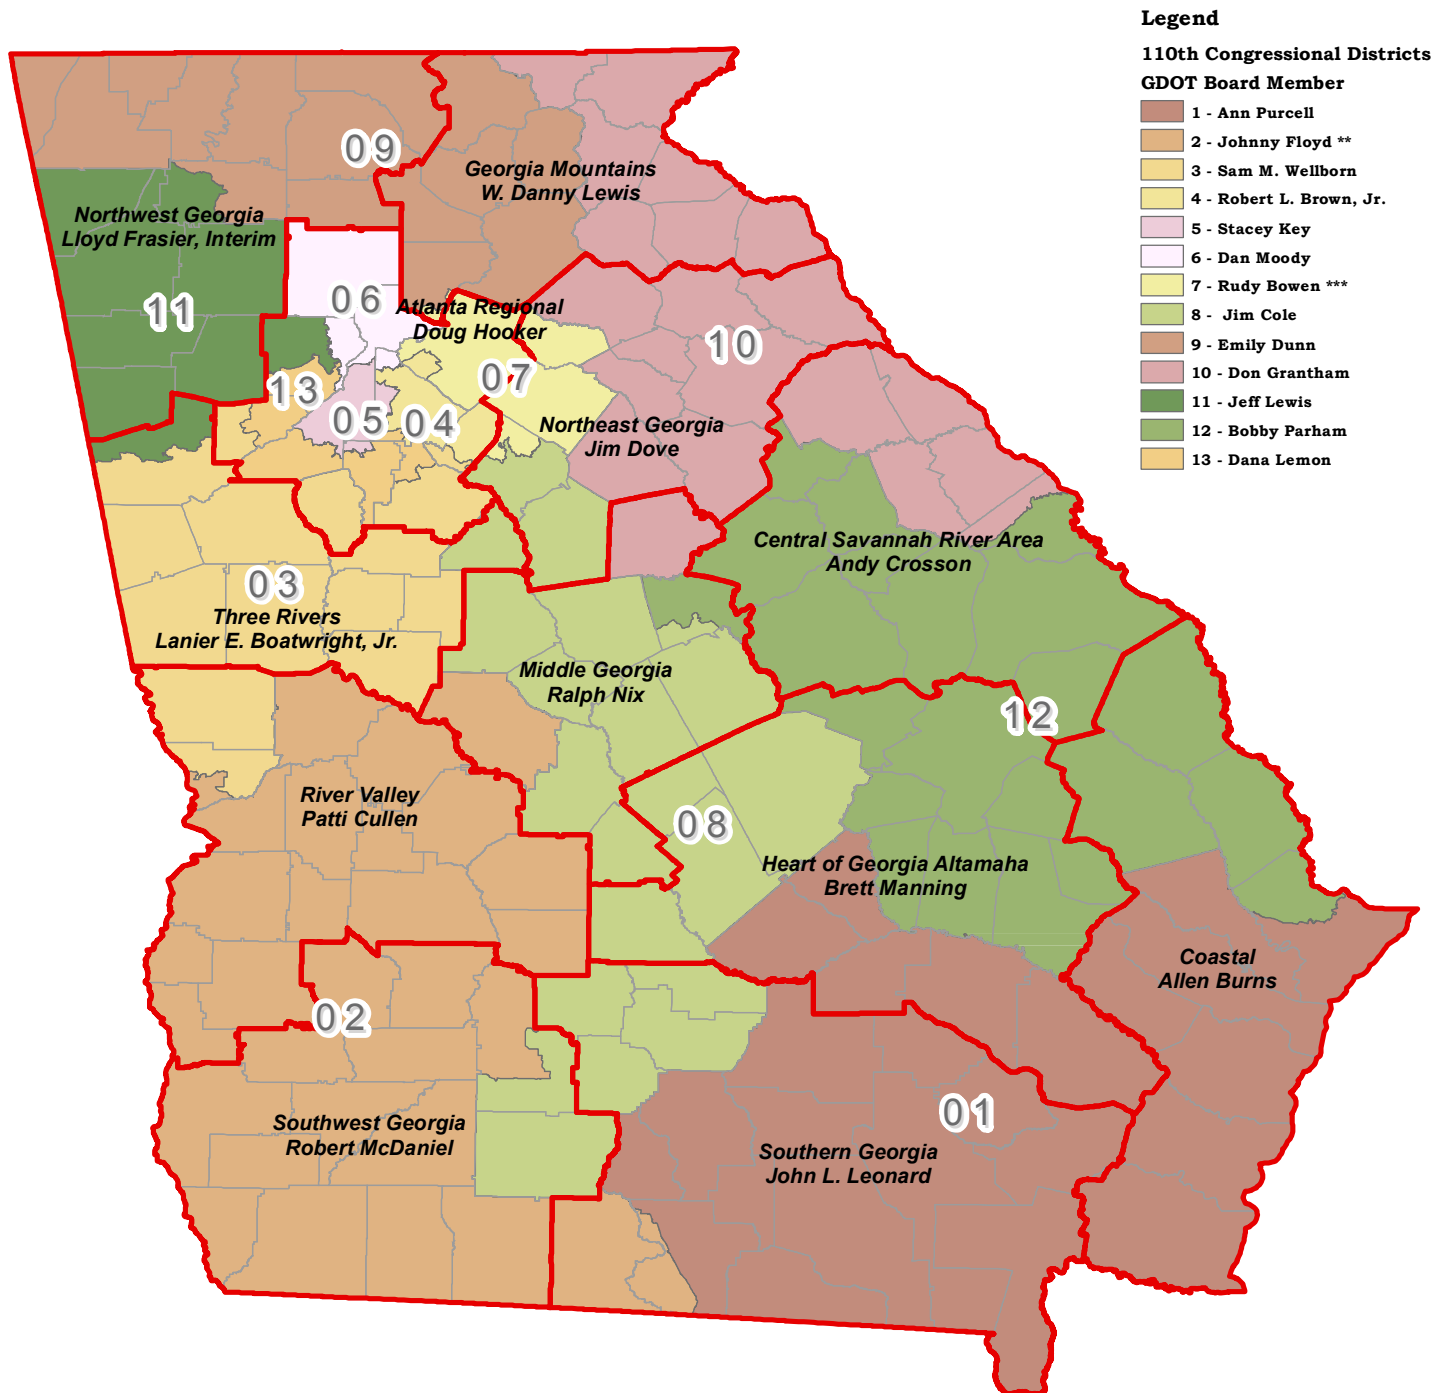 Legend
110th Congressional Districts
GDOT Board Member
1 - Ann Purcell
2 - Johnny Floyd **
3 - Sam M. Wellborn
4 - Robert L. Brown, Jr.
5 - Stacey Key
6 - Dan Moody
7 - Rudy Bowen ***
8 - Jim Cole
9 - Emily Dunn
10 - Don Grantham
11 - Jeff Lewis
12 - Bobby Parham
13 - Dana Lemon
09
Georgia Mountains
W. Danny Lewis
Northwest Georgia
Lloyd Frasier, Interim
11
06
Atlanta Regional
Doug Hooker
10
07
13
05
04
Northeast Georgia
Jim Dove
Central Savannah River Area
Andy Crosson
03
Three Rivers
Lanier E. Boatwright, Jr.
Middle Georgia
Ralph Nix
12
River Valley
Patti Cullen
08
Heart of Georgia Altamaha
Brett Manning
Coastal
Allen Burns
02
01
Southwest Georgia
Robert McDaniel
Southern Georgia
John L. Leonard